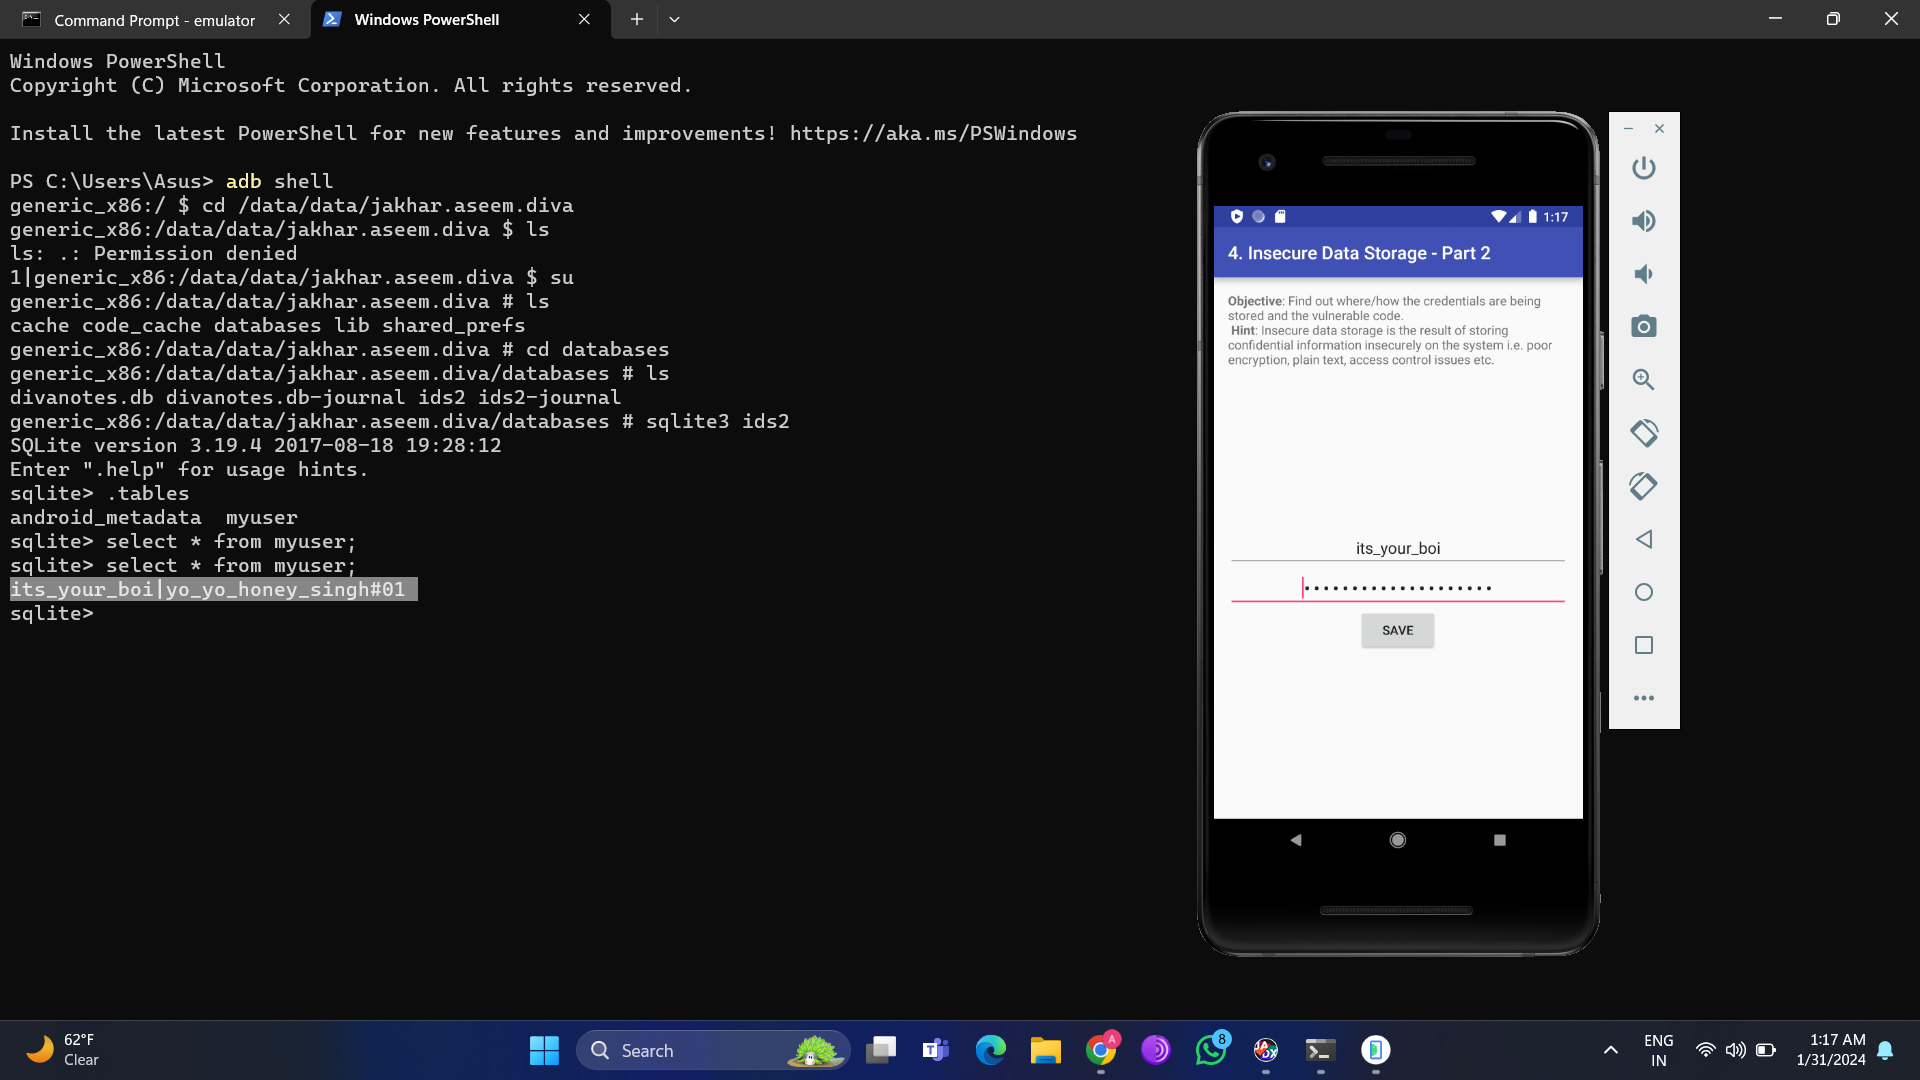 Command Prompt - emulator
Windows PowerShell
Windows PowerShell
Copyright (C) Microsoft Corporation. All rights reserved.
Install the latest PowerShell for new features and improvements! https://aka.ms/PSWindows
PS C:\Users\Asus> adb shell
generic_x86:/ $ cd /data/data/jakhar.aseem.diva
generic_x86:/data/data/jakhar.aseem.diva $ ls
ls: .: Permission denied
1|generic_x86:/data/data/jakhar.aseem.diva $ su
generic_x86:/data/data/jakhar.aseem.diva # ls
cache code_cache databases lib shared_prefs
generic_x86:/data/data/jakhar.aseem.diva # cd databases
generic_x86:/data/data/jakhar.aseem.diva/databases # ls
divanotes.db divanotes.db-journal ids2 ids2-journal
generic_x86:/data/data/jakhar.aseem.diva/databases # sqlite3 ids2
SQLite version 3.19.4 2017-08-18 19:28:12
Enter ".help" for usage hints.
sqlite> .tables
android_metadata  myuser
sqlite> select * from myuser;
sqlite> select * from myuser;
its_your_boi|yo_yo_honey_singh#01
sqlite>
1:17
4. Insecure Data Storage - Part 2
Objective: Find out where/how the credentials are being
stored and the vulnerable code.
Hint: Insecure data storage is the result of storing
confidential information insecurely on the system i.e. poor
encryption, plain text, access control issues etc.
its_your_boi
SAVE
62°F
Clear
Search
A
8
ENG
IN
1:17 AM
1/31/2024